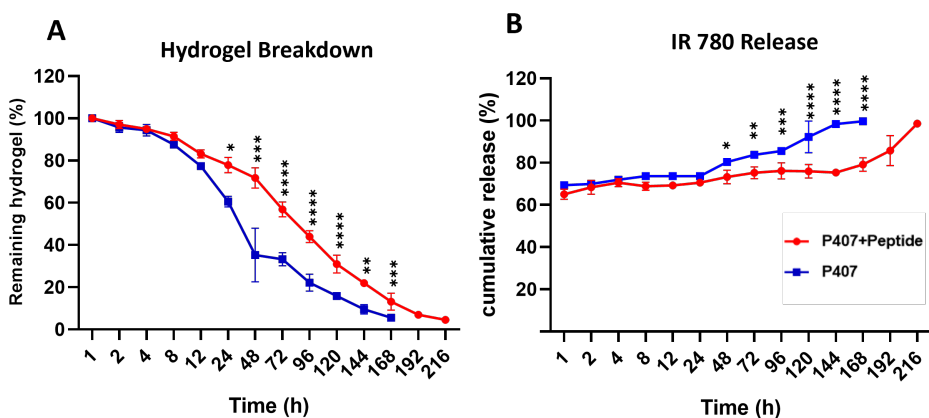 A
Hydrogel Breakdown
Remaining hydrogel (%)
120
100
80
60
40
20
0
*
***
****
****
****
**
***
1 2 4 8 12 24 48 72 96 120 144 168 192 216
Time (h)
B
IR 780 Release
cumulative release (%)
120
100
80
60
40
20
*
**
***
****
****
****
P407+Peptide
P407
1 2 4 8 12 24 48 72 96 120 144 168 192 216
Time (h)